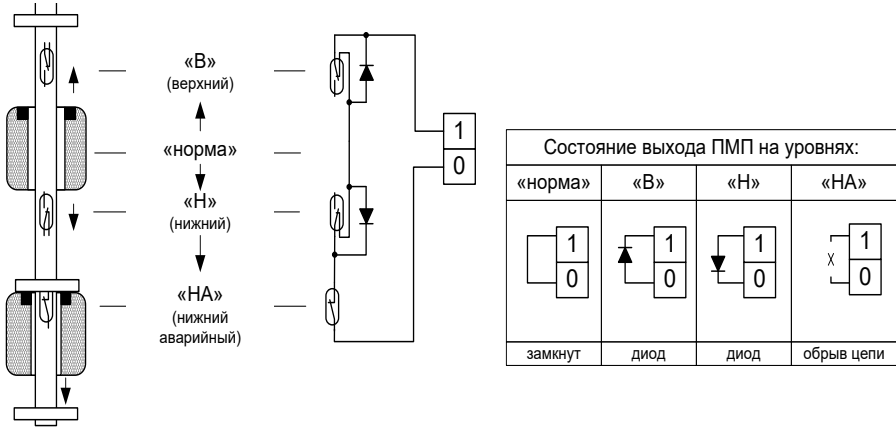 «В»
(верхний)
«норма»
«Н»
(нижний)
«НА»
(нижний
аварийный)
1
0
Состояние выхода ПМП на уровнях:
«норма» «В» «Н» «НА»
1 1 1 1
0 0 0 0
замкнут диод диод обрыв цепи